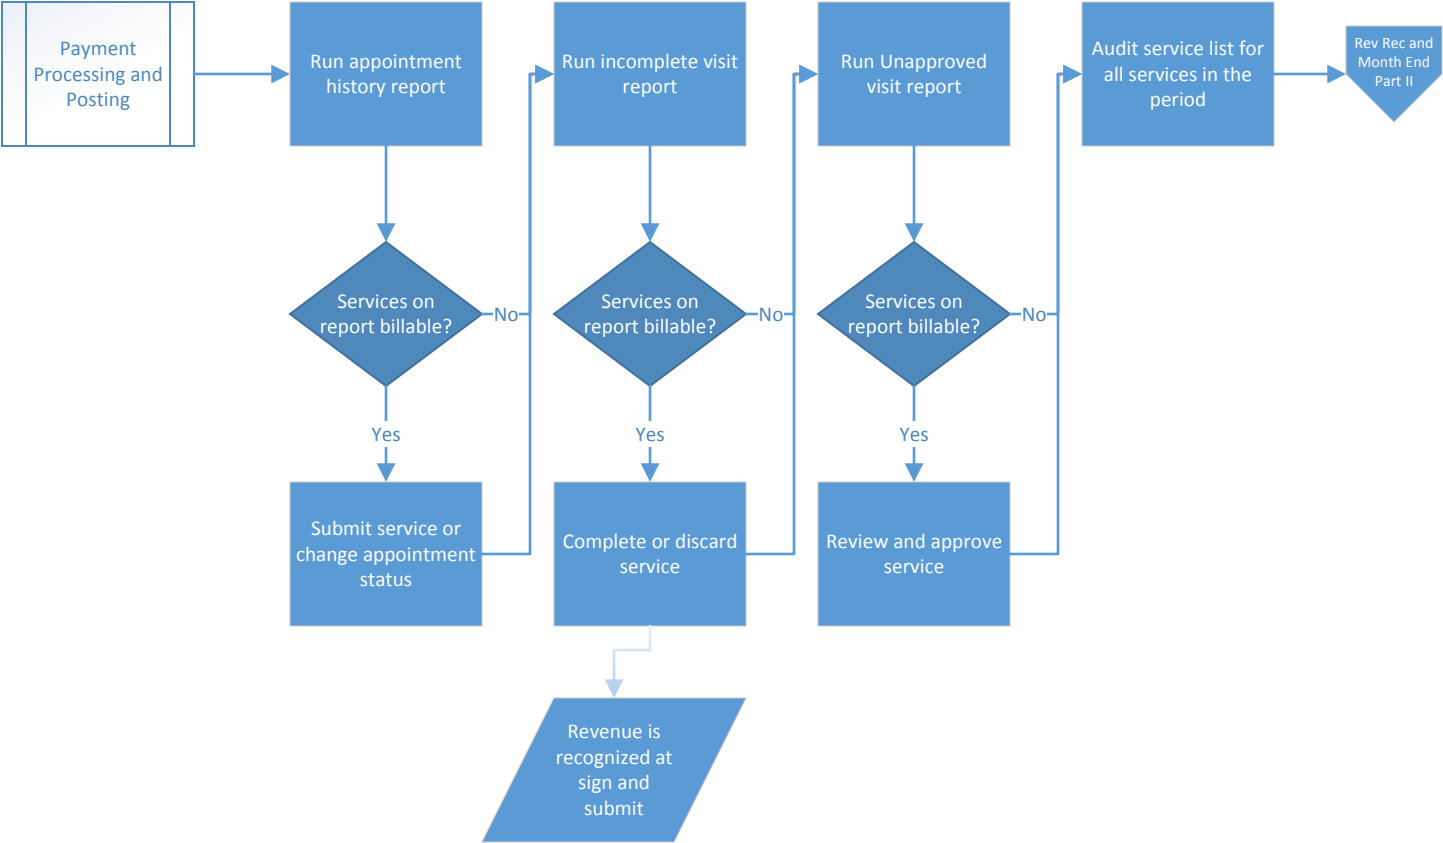 Payment
Processing and
Posting
Run appointment
history report
Run incomplete visit
report
Run Unapproved
visit report
Audit service list for
all services in the
period
Rev Rec and
Month End
Part II
Services on
report billable?
No
Services on
report billable?
No
Services on
report billable?
No
Yes
Yes
Yes
Submit service or
change appointment
status
Complete or discard
service
Review and approve
service
Revenue is
recognized at
sign and
submit